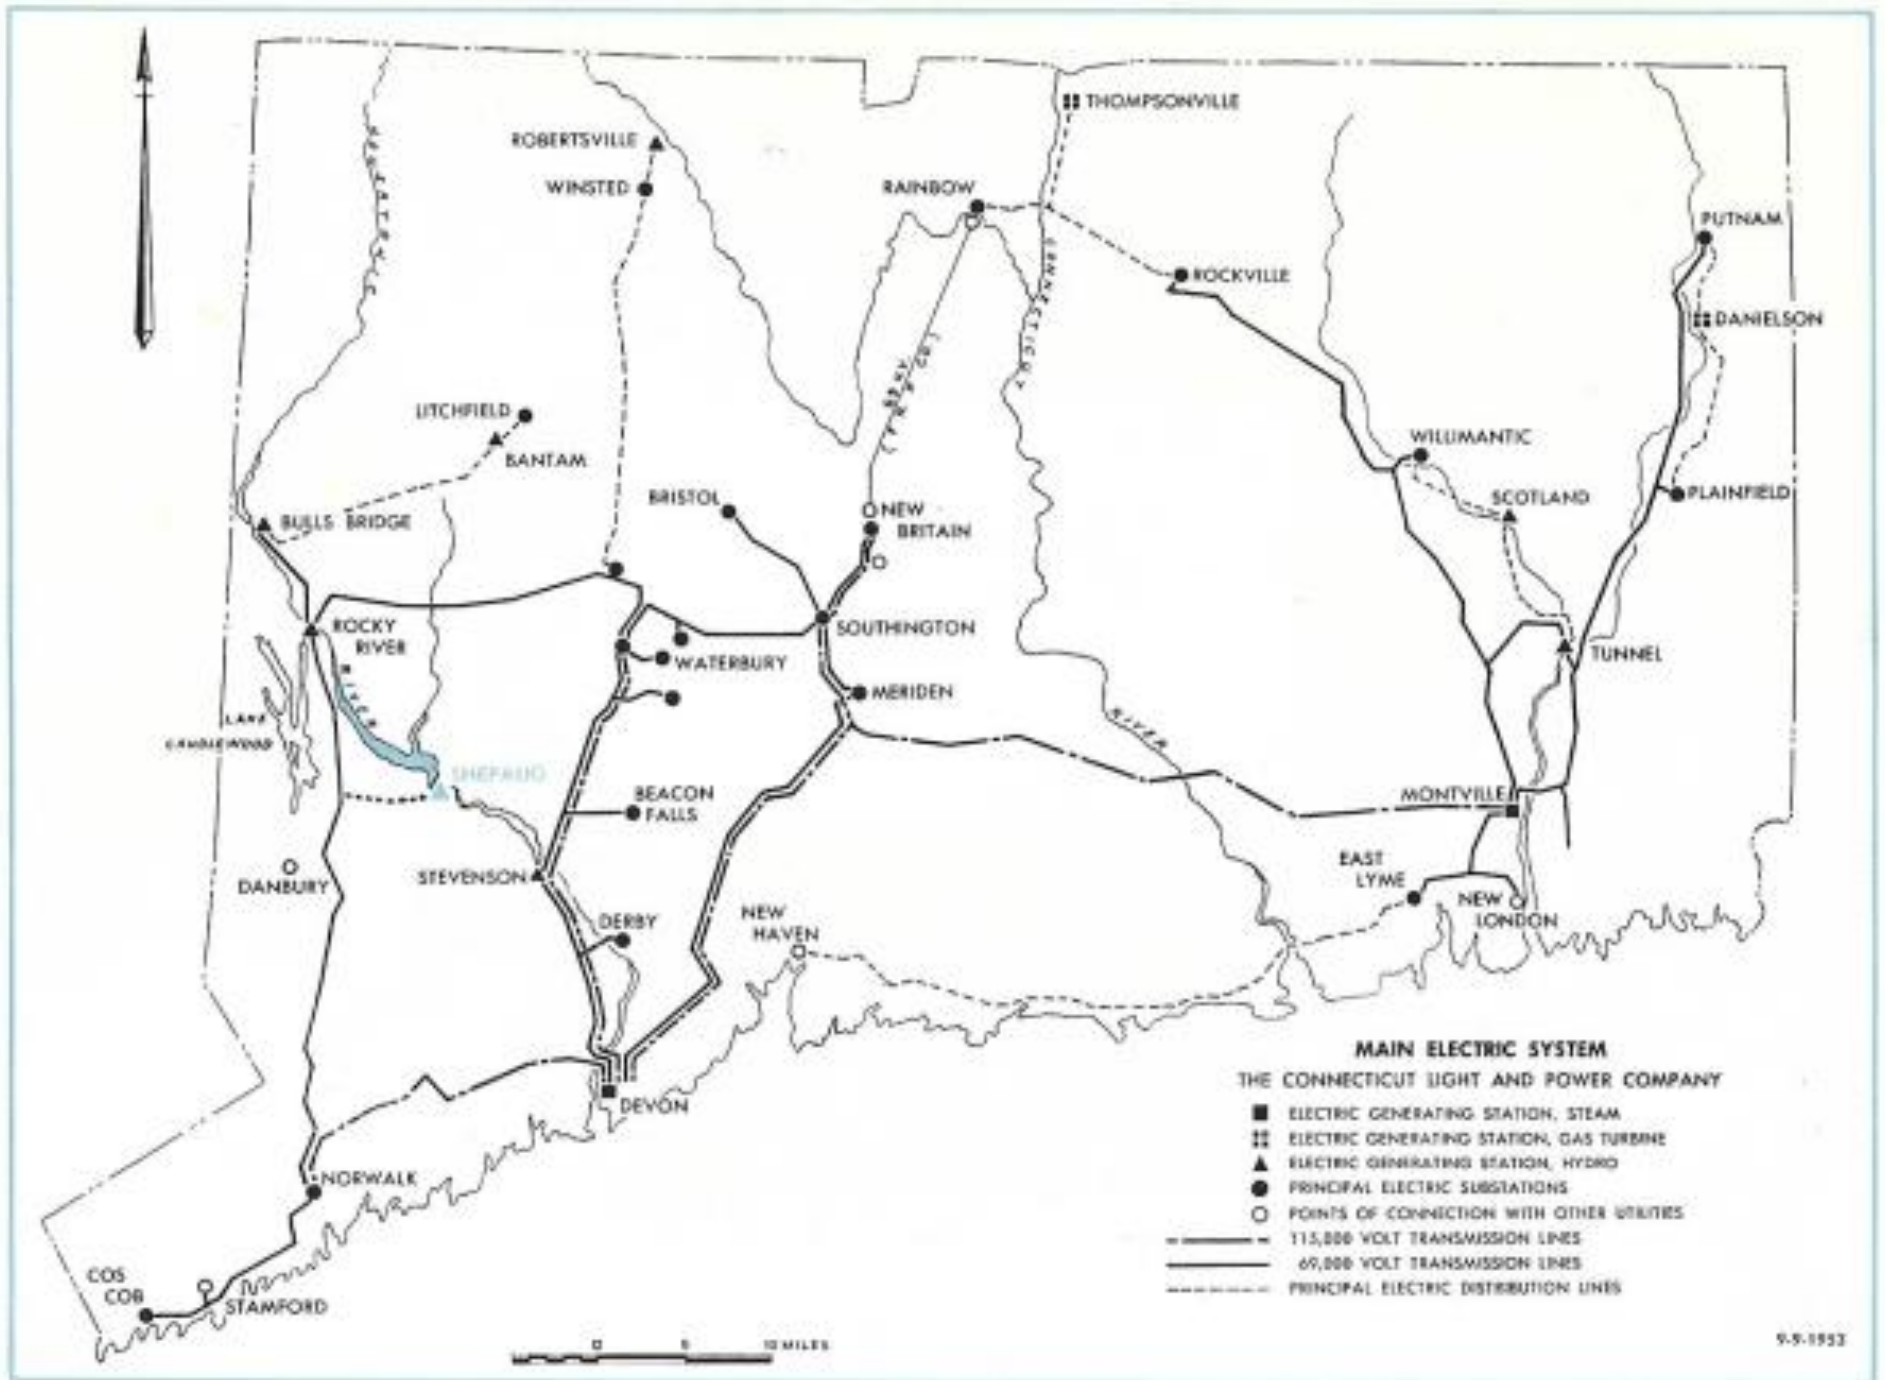 THOMPSONVILLE
ROBERTSVILLE
WINSTED
RAINBOW
PUTNAM
ROCKVILLE
DANIELSON
CONNECTICUT
LITCHFIELD
BANTAM
WILLIMANTIC
BRISTOL
NEW
BRITAIN
SCOTLAND
PLAINFIELD
BULLS BRIDGE
ROCKY
RIVER
SOUTHINGTON
WATERBURY
TUNNEL
RIVER
MERIDEN
LAKE
CANDLEWOOD
RIVER
SHEPAUG
BEACON
FALLS
MONTVILLE
STEVENSON
DANBURY
EAST
LYME
NEW
LONDON
DERBY
NEW
HAVEN
DEVON
NORWALK
COS
COB
STAMFORD
MAIN ELECTRIC SYSTEM
THE CONNECTICUT LIGHT AND POWER COMPANY
ELECTRIC GENERATING STATION, STEAM
ELECTRIC GENERATING STATION, GAS TURBINE
ELECTRIC GENERATING STATION, HYDRO
PRINCIPAL ELECTRIC SUBSTATIONS
POINTS OF CONNECTION WITH OTHER UTILITIES
115,000 VOLT TRANSMISSION LINES
69,000 VOLT TRANSMISSION LINES
PRINCIPAL ELECTRIC DISTRIBUTION LINES
10 MILES